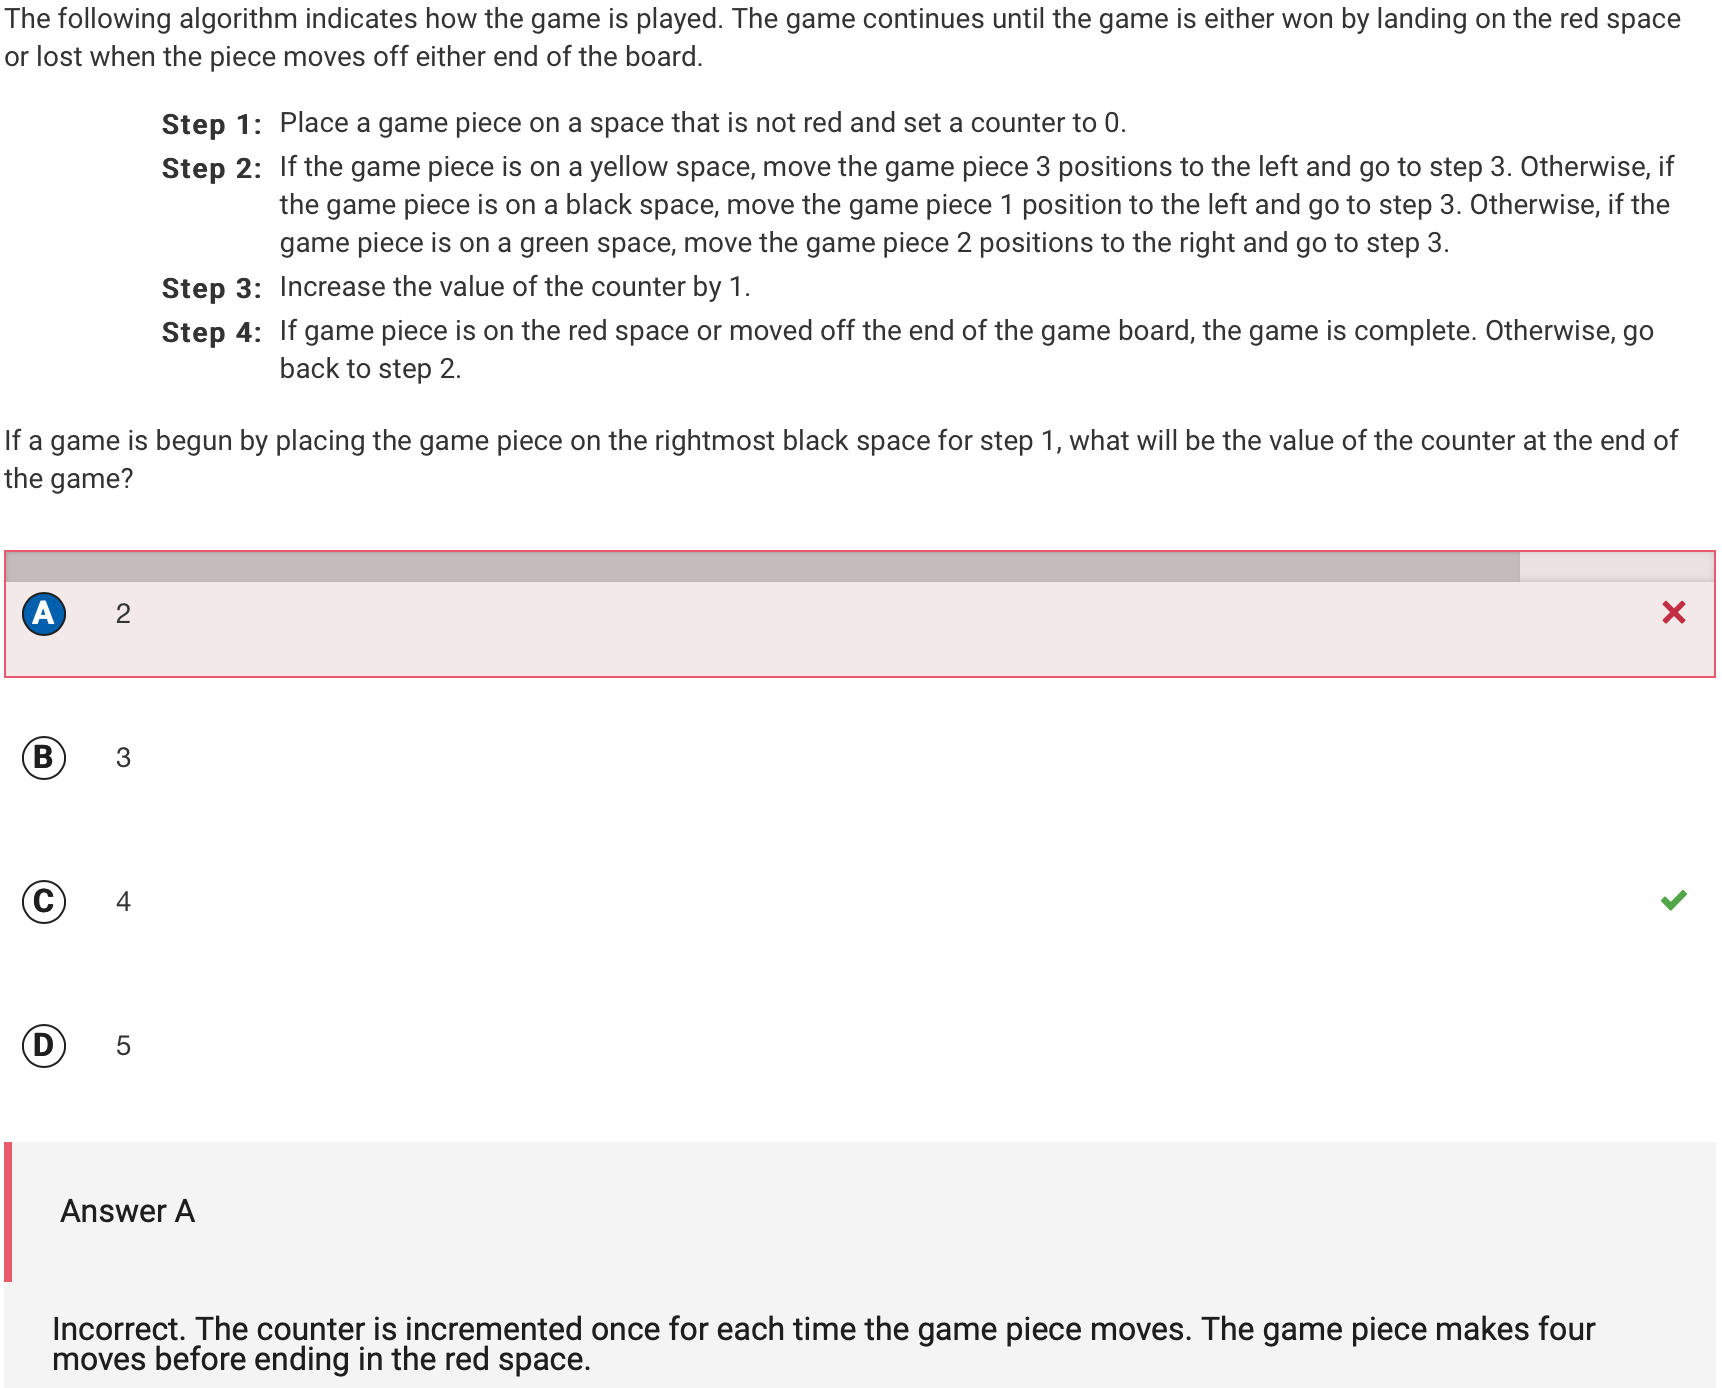 The following algorithm indicates how the game is played. The game continues until the game is either won by landing on the red space
or lost when the piece moves off either end of the board.
Step 1: Place a game piece on a space that is not red and set a counter to 0.
Step 2: If the game piece is on a yellow space, move the game piece 3 positions to the left and go to step 3. Otherwise, if
the game piece is on a black space, move the game piece 1 position to the left and go to step 3. Otherwise, if the
game piece is on a green space, move the game piece 2 positions to the right and go to step 3.
Step 3: Increase the value of the counter by 1.
Step 4: If game piece is on the red space or moved off the end of the game board, the game is complete. Otherwise, go
back to step 2.
If a game is begun by placing the game piece on the rightmost black space for step 1, what will be the value of the counter at the end of
the game?
A 2
B 3
C 4
D 5
Answer A
Incorrect. The counter is incremented once for each time the game piece moves. The game piece makes four
moves before ending in the red space.